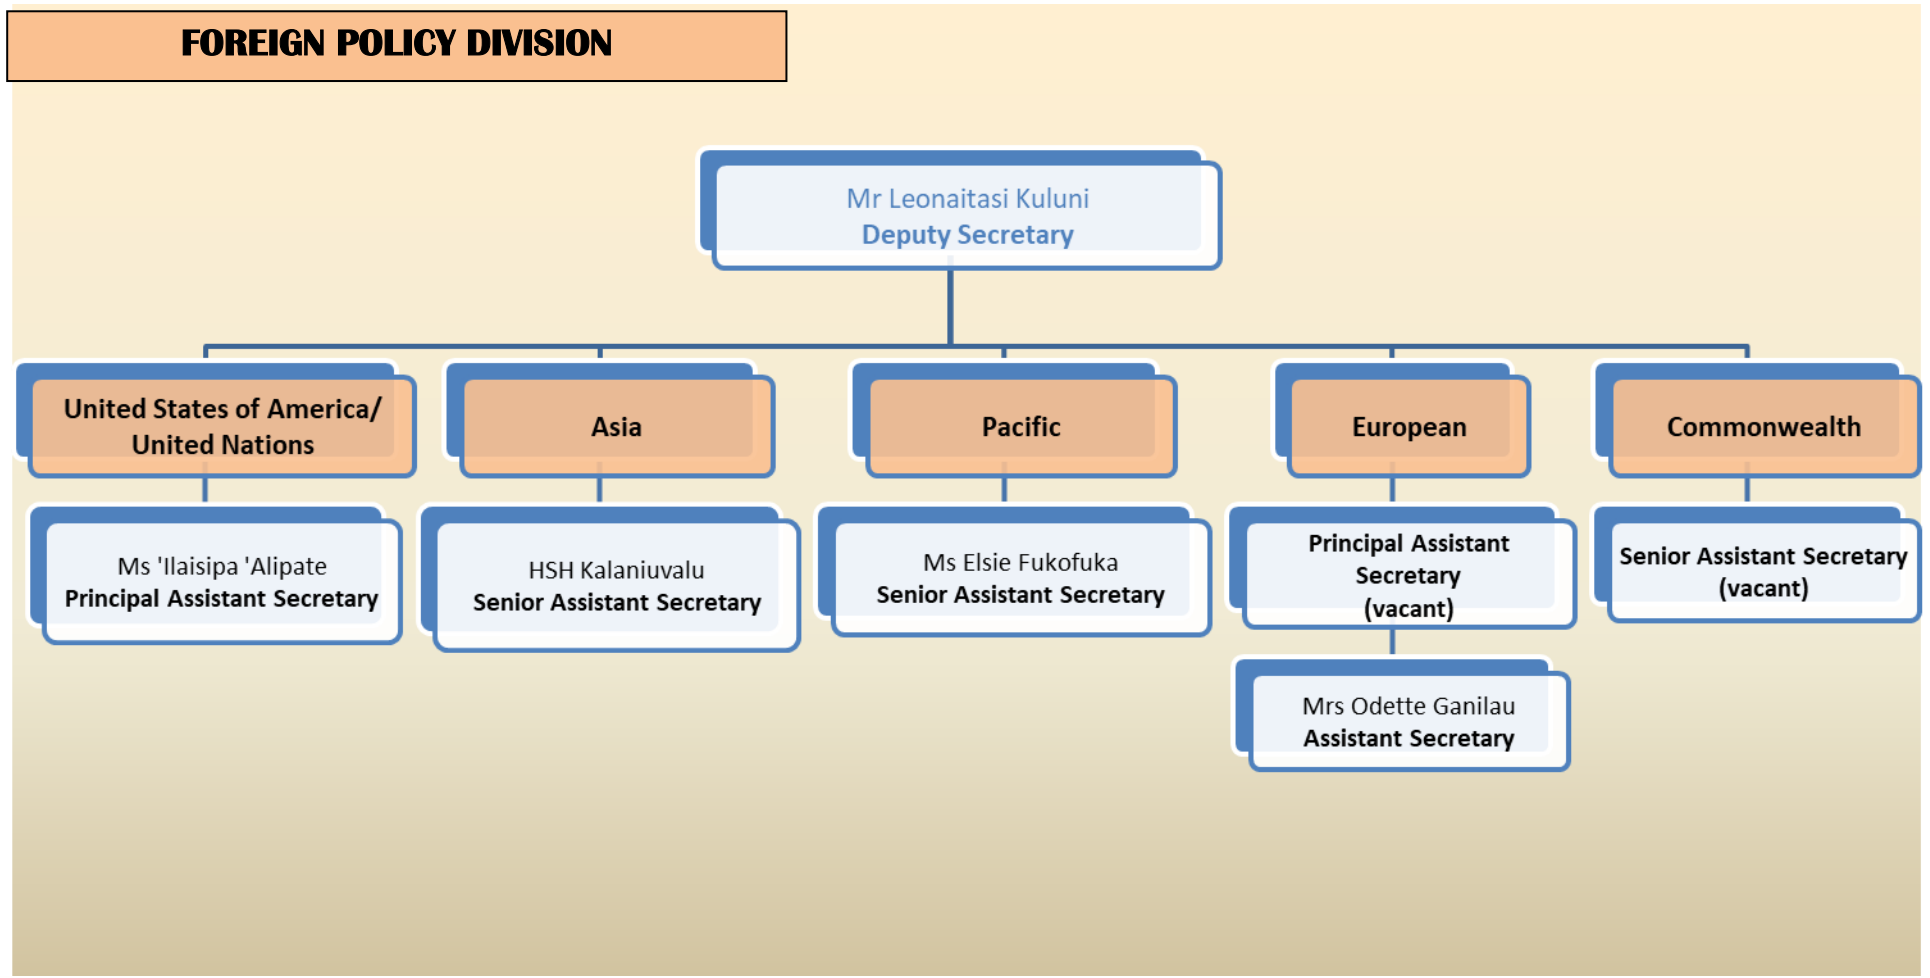 FOREIGN POLICY DIVISION
Mr Leonaitasi Kuluni
Deputy Secretary
United States of America/
United Nations
Asia
Pacific
European
Commonwealth
Ms 'Ilaisipa 'Alipate
Principal Assistant Secretary
HSH Kalaniuvalu
Senior Assistant Secretary
Ms Elsie Fukofuka
Senior Assistant Secretary
Principal Assistant
Secretary
(vacant)
Senior Assistant Secretary
(vacant)
Mrs Odette Ganilau
Assistant Secretary